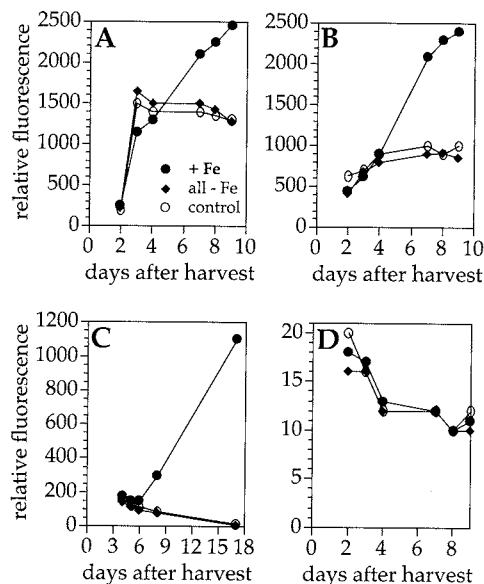 A
relative fluorescence
2500
2000
1500
1000
500
0
+ Fe
all - Fe
control
0 2 4 6 8 10
days after harvest
B
2500
2000
1500
1000
500
0
0 2 4 6 8 10
days after harvest
C
relative fluorescence
1200
1000
800
600
400
200
0
0 3 6 9 12 15 18
days after harvest
D
20
15
10
5
0
0 2 4 6 8
days after harvest